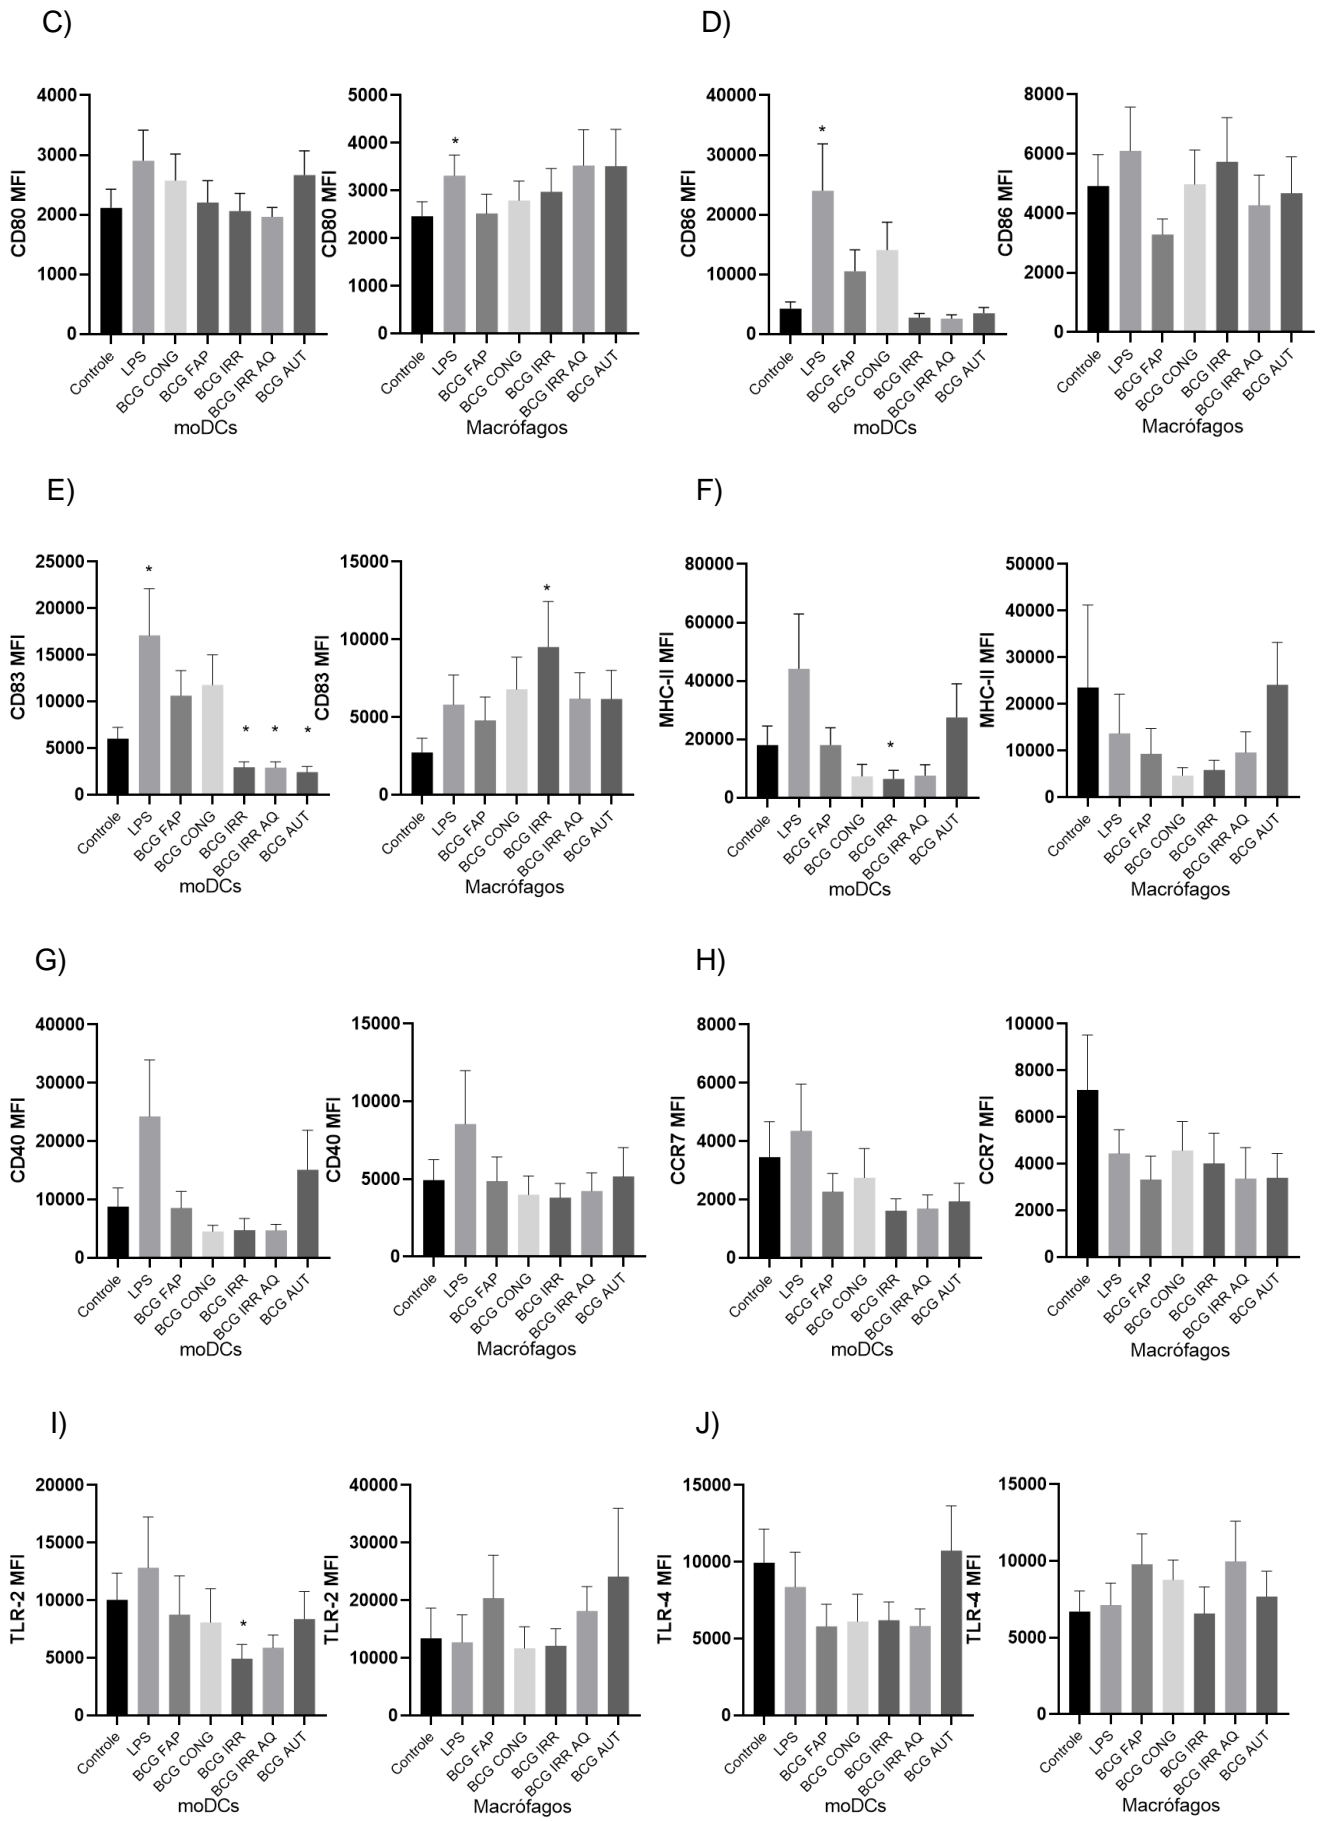 C)
D)
4000
3000
2000
1000
0
CD80 MFI
Controle
LPS
BCG CONG
BCG FAP
BCG IRR
BCG IRR AQ
BCG AUT
moDCs
5000
4000
3000
2000
1000
0
CD80 MFI
*
Controle
LPS
BCG FAP
BCG CONG
BCG IRR
BCG IRR AQ
BCG AUT
Macrófagos
40000
30000
20000
10000
0
CD86 MFI
*
Controle
LPS
BCG FAP
BCG CONG
BCG IRR
BCG IRR AQ
BCG AUT
moDCs
8000
6000
4000
2000
0
CD86 MFI
Controle
LPS
BCG FAP
BCG CONG
BCG IRR
BCG IRR AQ
BCG AUT
Macrófagos
E)
F)
25000
20000
15000
10000
5000
0
CD83 MFI
*
*
*
*
Controle
LPS
BCG FAP
BCG CONG
BCG IRR
BCG IRR AQ
BCG AUT
moDCs
15000
10000
5000
0
CD83 MFI
*
Controle
LPS
BCG FAP
BCG CONG
BCG IRR
BCG IRR AQ
BCG AUT
Macrófagos
80000
60000
40000
20000
0
MHC-II MFI
*
Controle
LPS
BCG FAP
BCG CONG
BCG IRR
BCG IRR AQ
BCG AUT
moDCs
50000
40000
30000
20000
10000
0
MHC-II MFI
Controle
LPS
BCG FAP
BCG CONG
BCG IRR
BCG IRR AQ
BCG AUT
Macrófagos
G)
H)
40000
30000
20000
10000
0
CD40 MFI
Controle
LPS
BCG FAP
BCG CONG
BCG IRR
BCG IRR AQ
BCG AUT
moDCs
15000
10000
5000
0
CD40 MFI
Controle
LPS
BCG FAP
BCG CONG
BCG IRR
BCG IRR AQ
BCG AUT
Macrófagos
8000
6000
4000
2000
0
CCR7 MFI
Controle
LPS
BCG FAP
BCG CONG
BCG IRR
BCG IRR AQ
BCG AUT
moDCs
10000
8000
6000
4000
2000
0
CCR7 MFI
Controle
LPS
BCG FAP
BCG CONG
BCG IRR
BCG IRR AQ
BCG AUT
Macrófagos
I)
J)
20000
15000
10000
5000
0
TLR-2 MFI
*
Controle
LPS
BCG FAP
BCG CONG
BCG IRR
BCG IRR AQ
BCG AUT
moDCs
40000
30000
20000
10000
0
TLR-2 MFI
Controle
LPS
BCG FAP
BCG CONG
BCG IRR
BCG IRR AQ
BCG AUT
Macrófagos
15000
10000
5000
0
TLR-4 MFI
Controle
LPS
BCG FAP
BCG CONG
BCG IRR
BCG IRR AQ
BCG AUT
moDCs
15000
10000
5000
0
TLR-4 MFI
Controle
LPS
BCG FAP
BCG CONG
BCG IRR
BCG IRR AQ
BCG AUT
Macrófagos